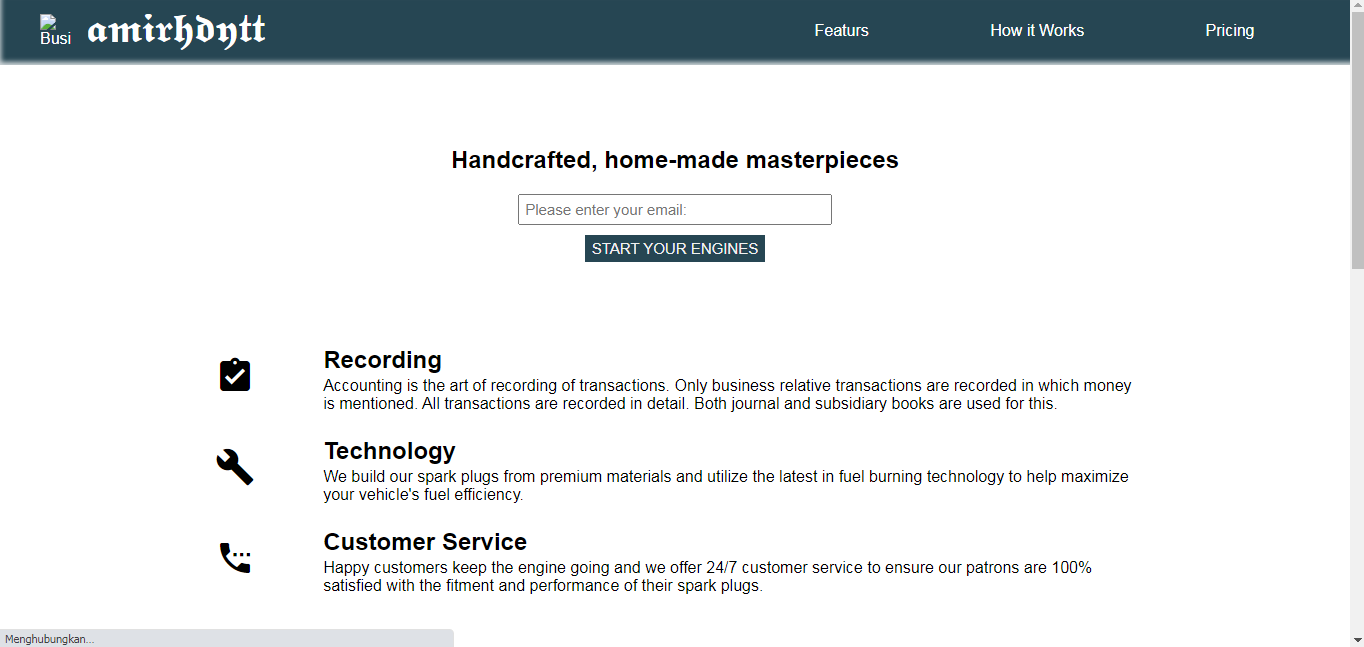 Busi
amirhdytt
Featurs
How it Works
Pricing
Handcrafted, home-made masterpieces
Please enter your email:
START YOUR ENGINES
Recording
Accounting is the art of recording of transactions. Only business relative transactions are recorded in which money
is mentioned. All transactions are recorded in detail. Both journal and subsidiary books are used for this.
Technology
We build our spark plugs from premium materials and utilize the latest in fuel burning technology to help maximize
your vehicle's fuel efficiency.
Customer Service
Happy customers keep the engine going and we offer 24/7 customer service to ensure our patrons are 100%
satisfied with the fitment and performance of their spark plugs.
Menghubungkan...